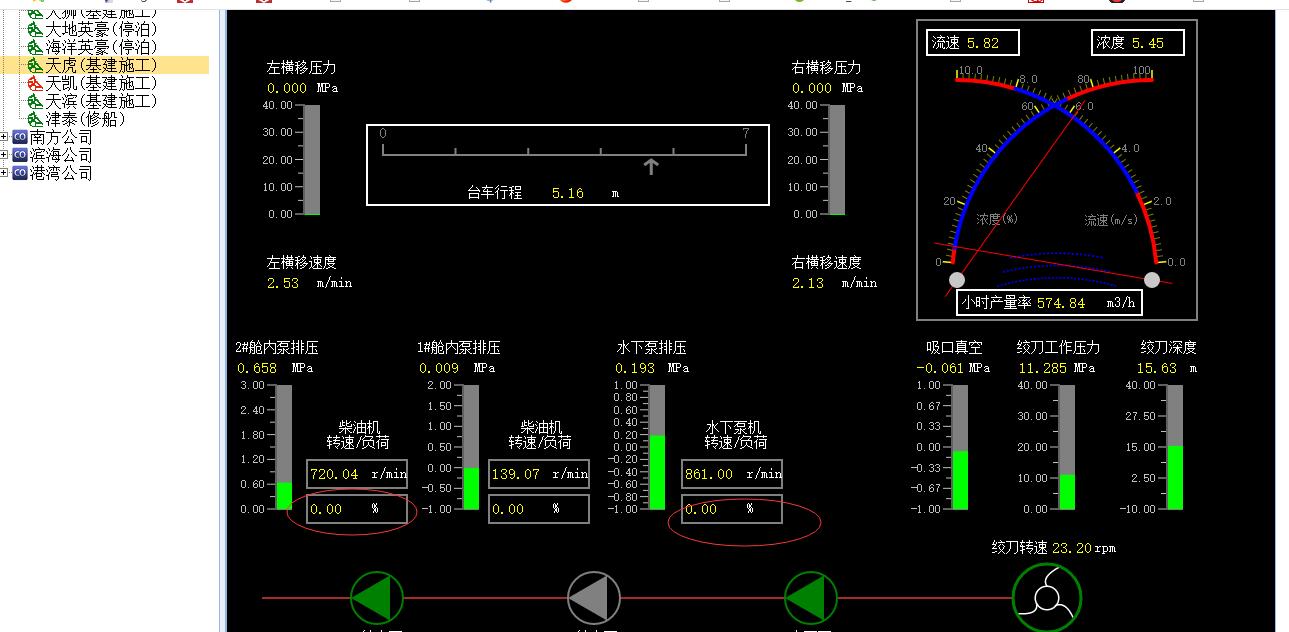 天狮(基建施工)
大地英豪(停泊)
海洋英豪(停泊)
天虎(基建施工)
天凯(基建施工)
天滨(基建施工)
津泰(修船)
CO 南方公司
CO 滨海公司
CO 港湾公司
左横移压力
0.000 MPa
40.00
30.00
20.00
10.00
0.00
0 7
台车行程 5.16 m
右横移压力
0.000 MPa
40.00
30.00
20.00
10.00
0.00
左横移速度
2.53 m/min
右横移速度
2.13 m/min
流速 5.82
浓度 5.45
10.0 8.0 80 100
60 6.0
40 4.0
20 2.0
浓度(%) 流速(m/s)
0 0.0
小时产量率 574.84 m3/h
2#舱内泵排压
0.658 MPa
3.00
2.40
1.80
1.20
0.60
0.00
柴油机
转速/负荷
720.04 r/min
0.00 %
1#舱内泵排压
0.009 MPa
2.00
1.50
1.00
0.50
0.00
-0.50
-1.00
柴油机
转速/负荷
139.07 r/min
0.00 %
水下泵排压
0.193 MPa
1.00
0.80
0.60
0.40
0.20
0.00
-0.20
-0.40
-0.60
-0.80
-1.00
水下泵机
转速/负荷
861.00 r/min
0.00 %
吸口真空
-0.061 MPa
1.00
0.67
0.33
0.00
-0.33
-0.67
-1.00
绞刀工作压力
11.285 MPa
40.00
30.00
20.00
10.00
0.00
绞刀深度
15.63 m
40.00
27.50
15.00
2.50
-10.00
绞刀转速 23.20 rpm